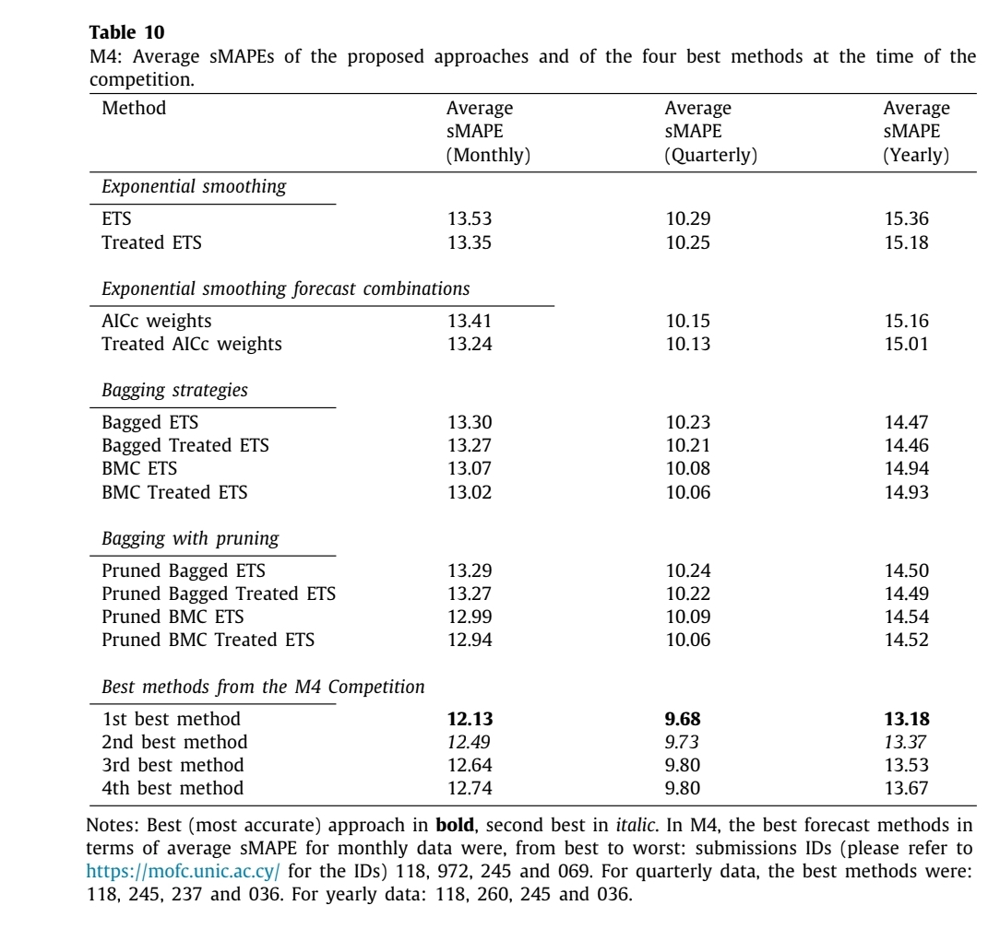 Table 10
M4: Average sMAPEs of the proposed approaches and of the four best methods at the time of the
competition.
Method Average Average Average
sMAPE sMAPE sMAPE
(Monthly) (Quarterly) (Yearly)
Exponential smoothing
ETS 13.53 10.29 15.36
Treated ETS 13.35 10.25 15.18
Exponential smoothing forecast combinations
AICc weights 13.41 10.15 15.16
Treated AICc weights 13.24 10.13 15.01
Bagging strategies
Bagged ETS 13.30 10.23 14.47
Bagged Treated ETS 13.27 10.21 14.46
BMC ETS 13.07 10.08 14.94
BMC Treated ETS 13.02 10.06 14.93
Bagging with pruning
Pruned Bagged ETS 13.29 10.24 14.50
Pruned Bagged Treated ETS 13.27 10.22 14.49
Pruned BMC ETS 12.99 10.09 14.54
Pruned BMC Treated ETS 12.94 10.06 14.52
Best methods from the M4 Competition
1st best method 12.13 9.68 13.18
2nd best method 12.49 9.73 13.37
3rd best method 12.64 9.80 13.53
4th best method 12.74 9.80 13.67
Notes: Best (most accurate) approach in bold, second best in italic. In M4, the best forecast methods in
terms of average sMAPE for monthly data were, from best to worst: submissions IDs (please refer to
https://mofc.unic.ac.cy/ for the IDs) 118, 972, 245 and 069. For quarterly data, the best methods were:
118, 245, 237 and 036. For yearly data: 118, 260, 245 and 036.